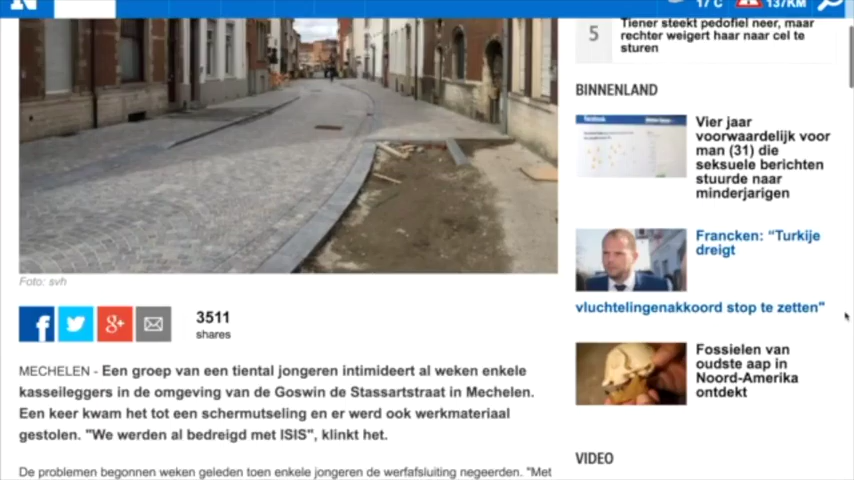 N
17°C
137KM
Tiener steekt pedofiel neer, maar
5
rechter weigert haar naar cel te
sturen
BINNENLAND
facebook
Vier jaar
voorwaardelijk voor
man (31) die
seksuele berichten
stuurde naar
minderjarigen
Francken: “Turkije
dreigt
vluchtelingenakkoord stop te zetten"
Fossielen van
oudste aap in
Noord-Amerika
ontdekt
VIDEO
Foto: svh
f
g+
3511
shares
MECHELEN - Een groep van een tiental jongeren intimideert al weken enkele
kasseileggers in de omgeving van de Goswin de Stassartstraat in Mechelen.
Een keer kwam het tot een schermutseling en er werd ook werkmateriaal
gestolen. "We werden al bedreigd met ISIS", klinkt het.
De problemen begonnen weken geleden toen enkele jongeren de werfafsluiting negeerden. "Met